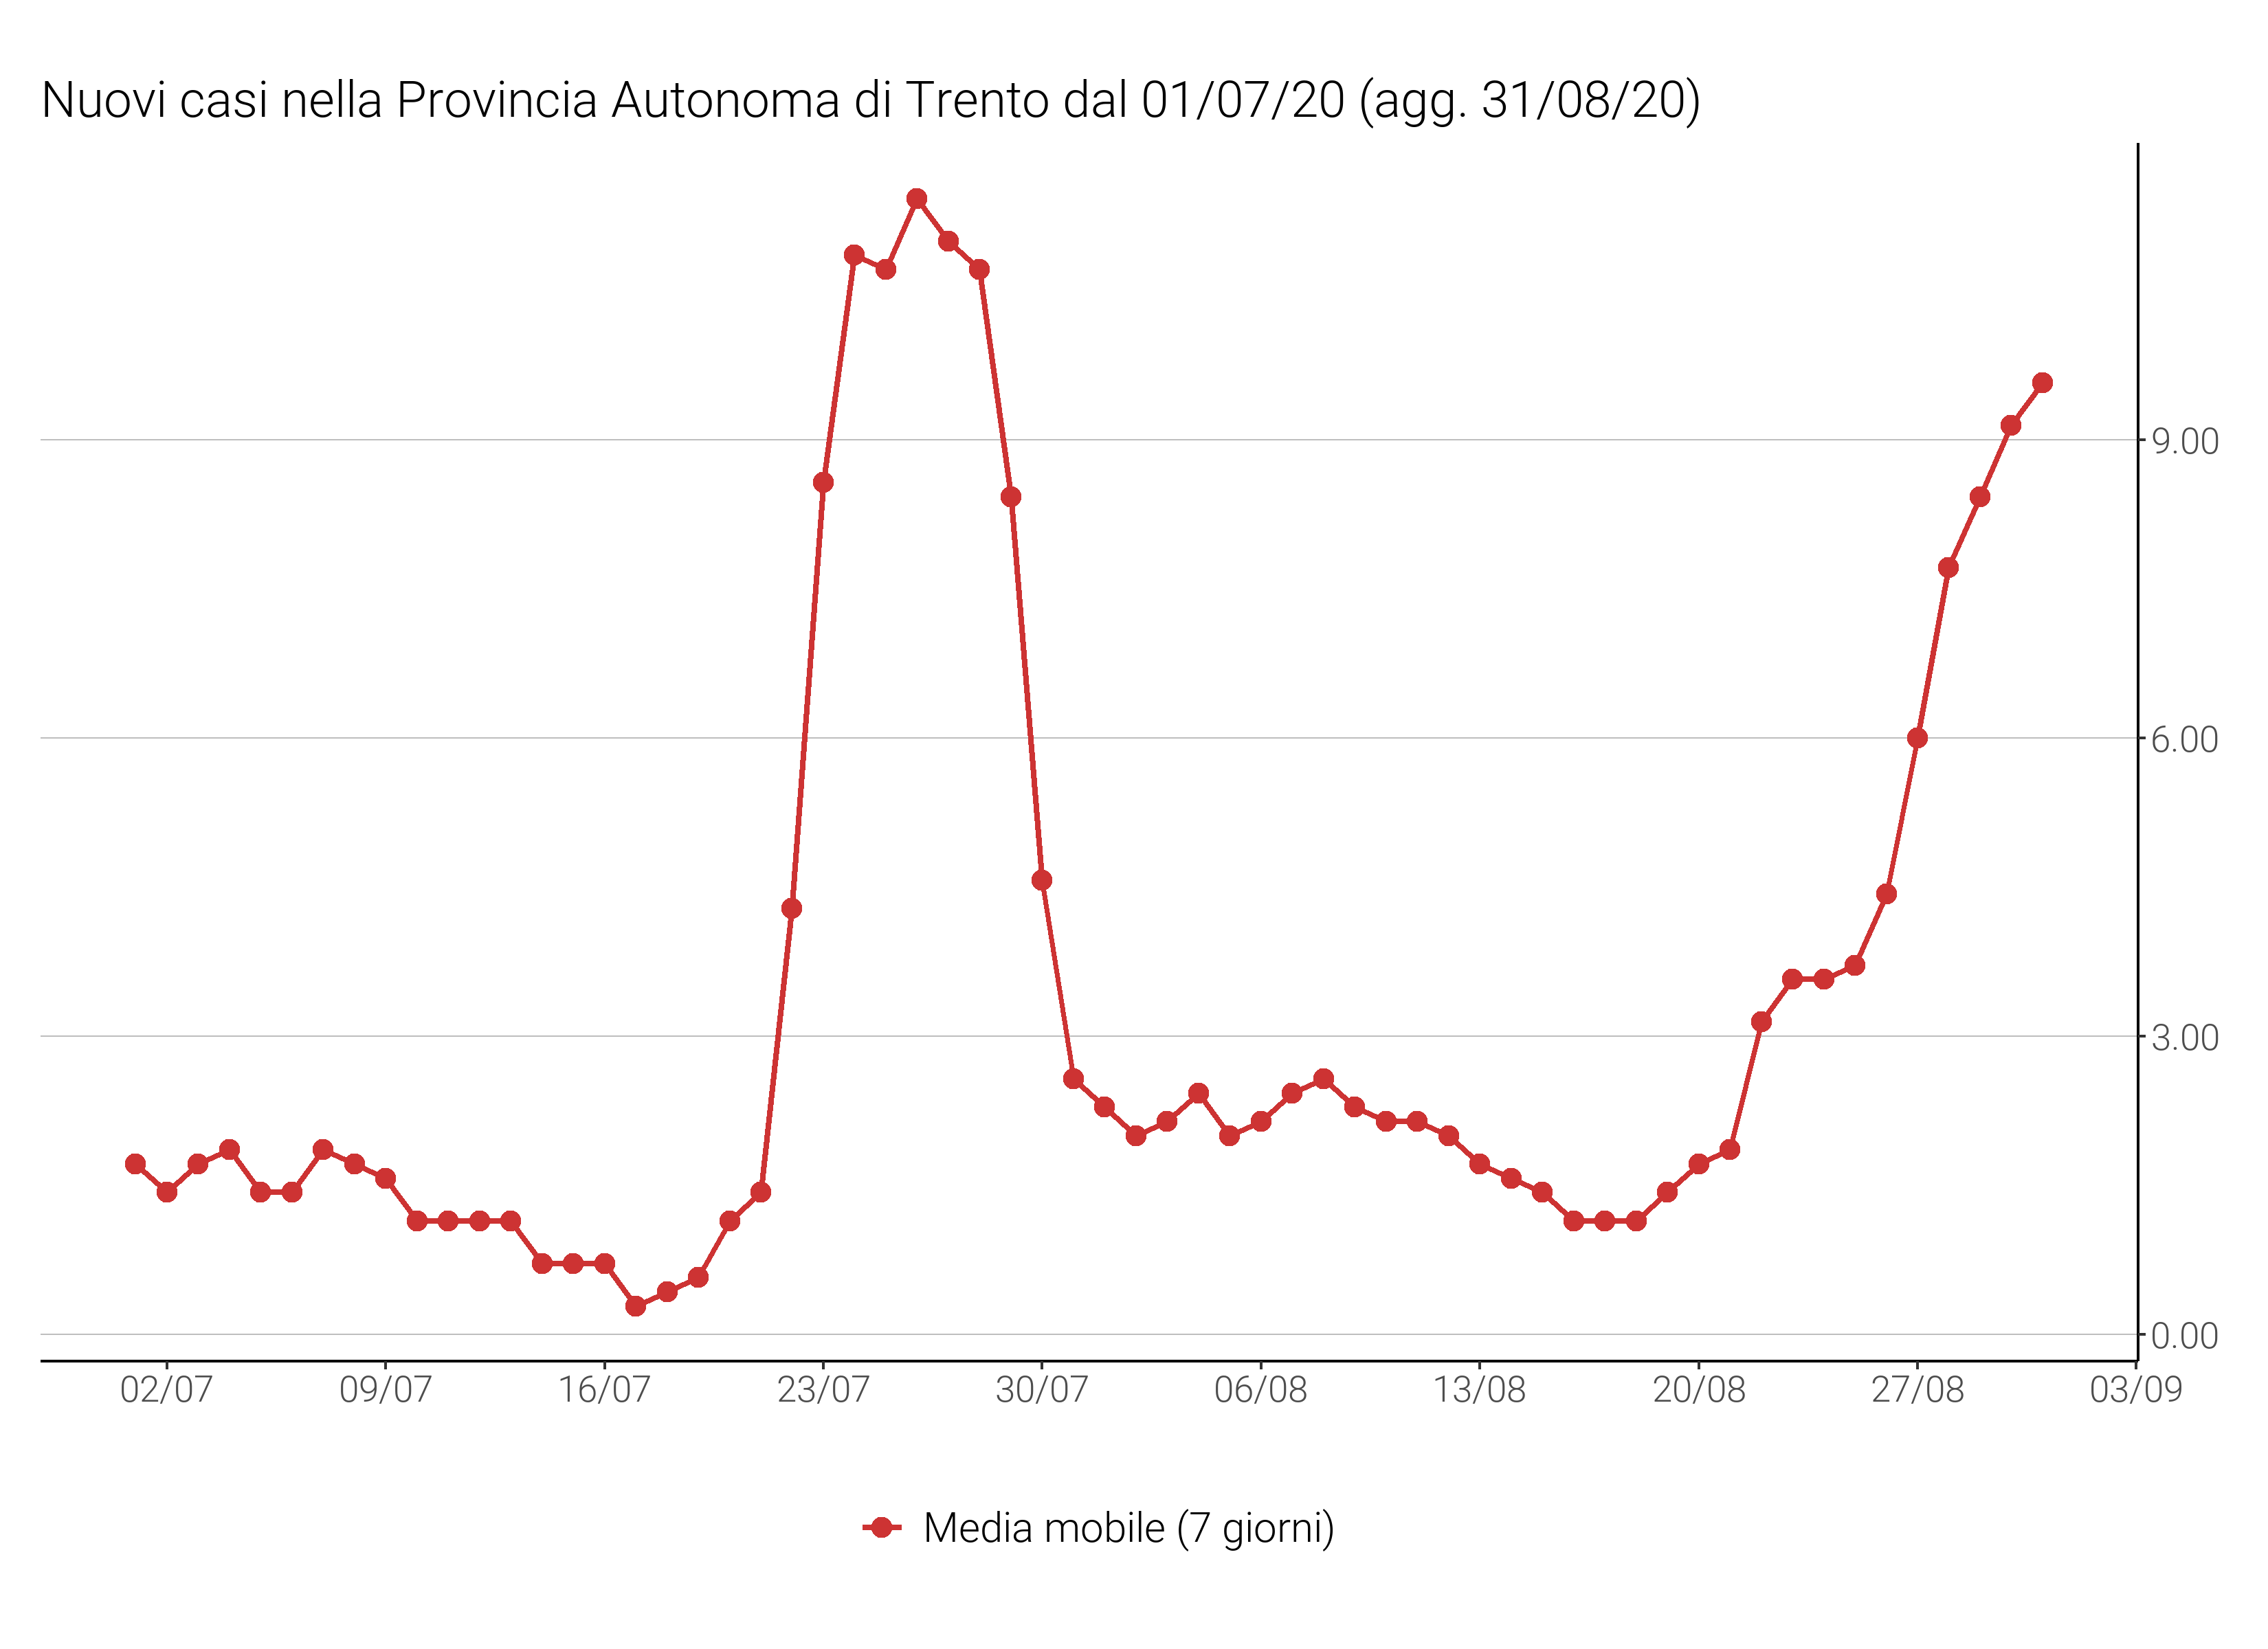 Nuovi casi nella Provincia Autonoma di Trento dal 01/07/20 (agg. 31/08/20)
9.00
6.00
3.00
0.00
02/07 09/07 16/07 23/07 30/07 06/08 13/08 20/08 27/08 03/09
Media mobile (7 giorni)